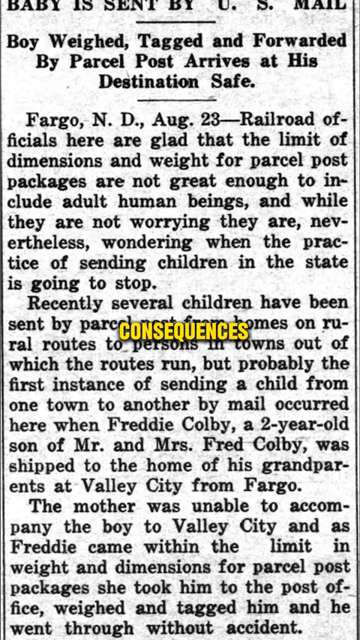 BABY IS SENT BY U. S. MAIL
Boy Weighed, Tagged and Forwarded
By Parcel Post Arrives at His
Destination Safe.
Fargo, N. D., Aug. 23—Railroad of-
ficials here are glad that the limit of
dimensions and weight for parcel post
packages are not great enough to in-
clude adult human beings, and while
they are not worrying they are, nev-
ertheless, wondering when the prac-
tice of sending children in the state
is going to stop.
Recently several children have been
sent by parcel post from homes on ru-
CONSEQUENCES
ral routes to persons in towns out of
which the routes run, but probably the
first instance of sending a child from
one town to another by mail occurred
here when Freddie Colby, a 2-year-old
son of Mr. and Mrs. Fred Colby, was
shipped to the home of his grandpar-
ents at Valley City from Fargo.
The mother was unable to accom-
pany the boy to Valley City and as
Freddie came within the limit in
weight and dimensions for parcel post
packages she took him to the post of-
fice, weighed and tagged him and he
went through without accident.